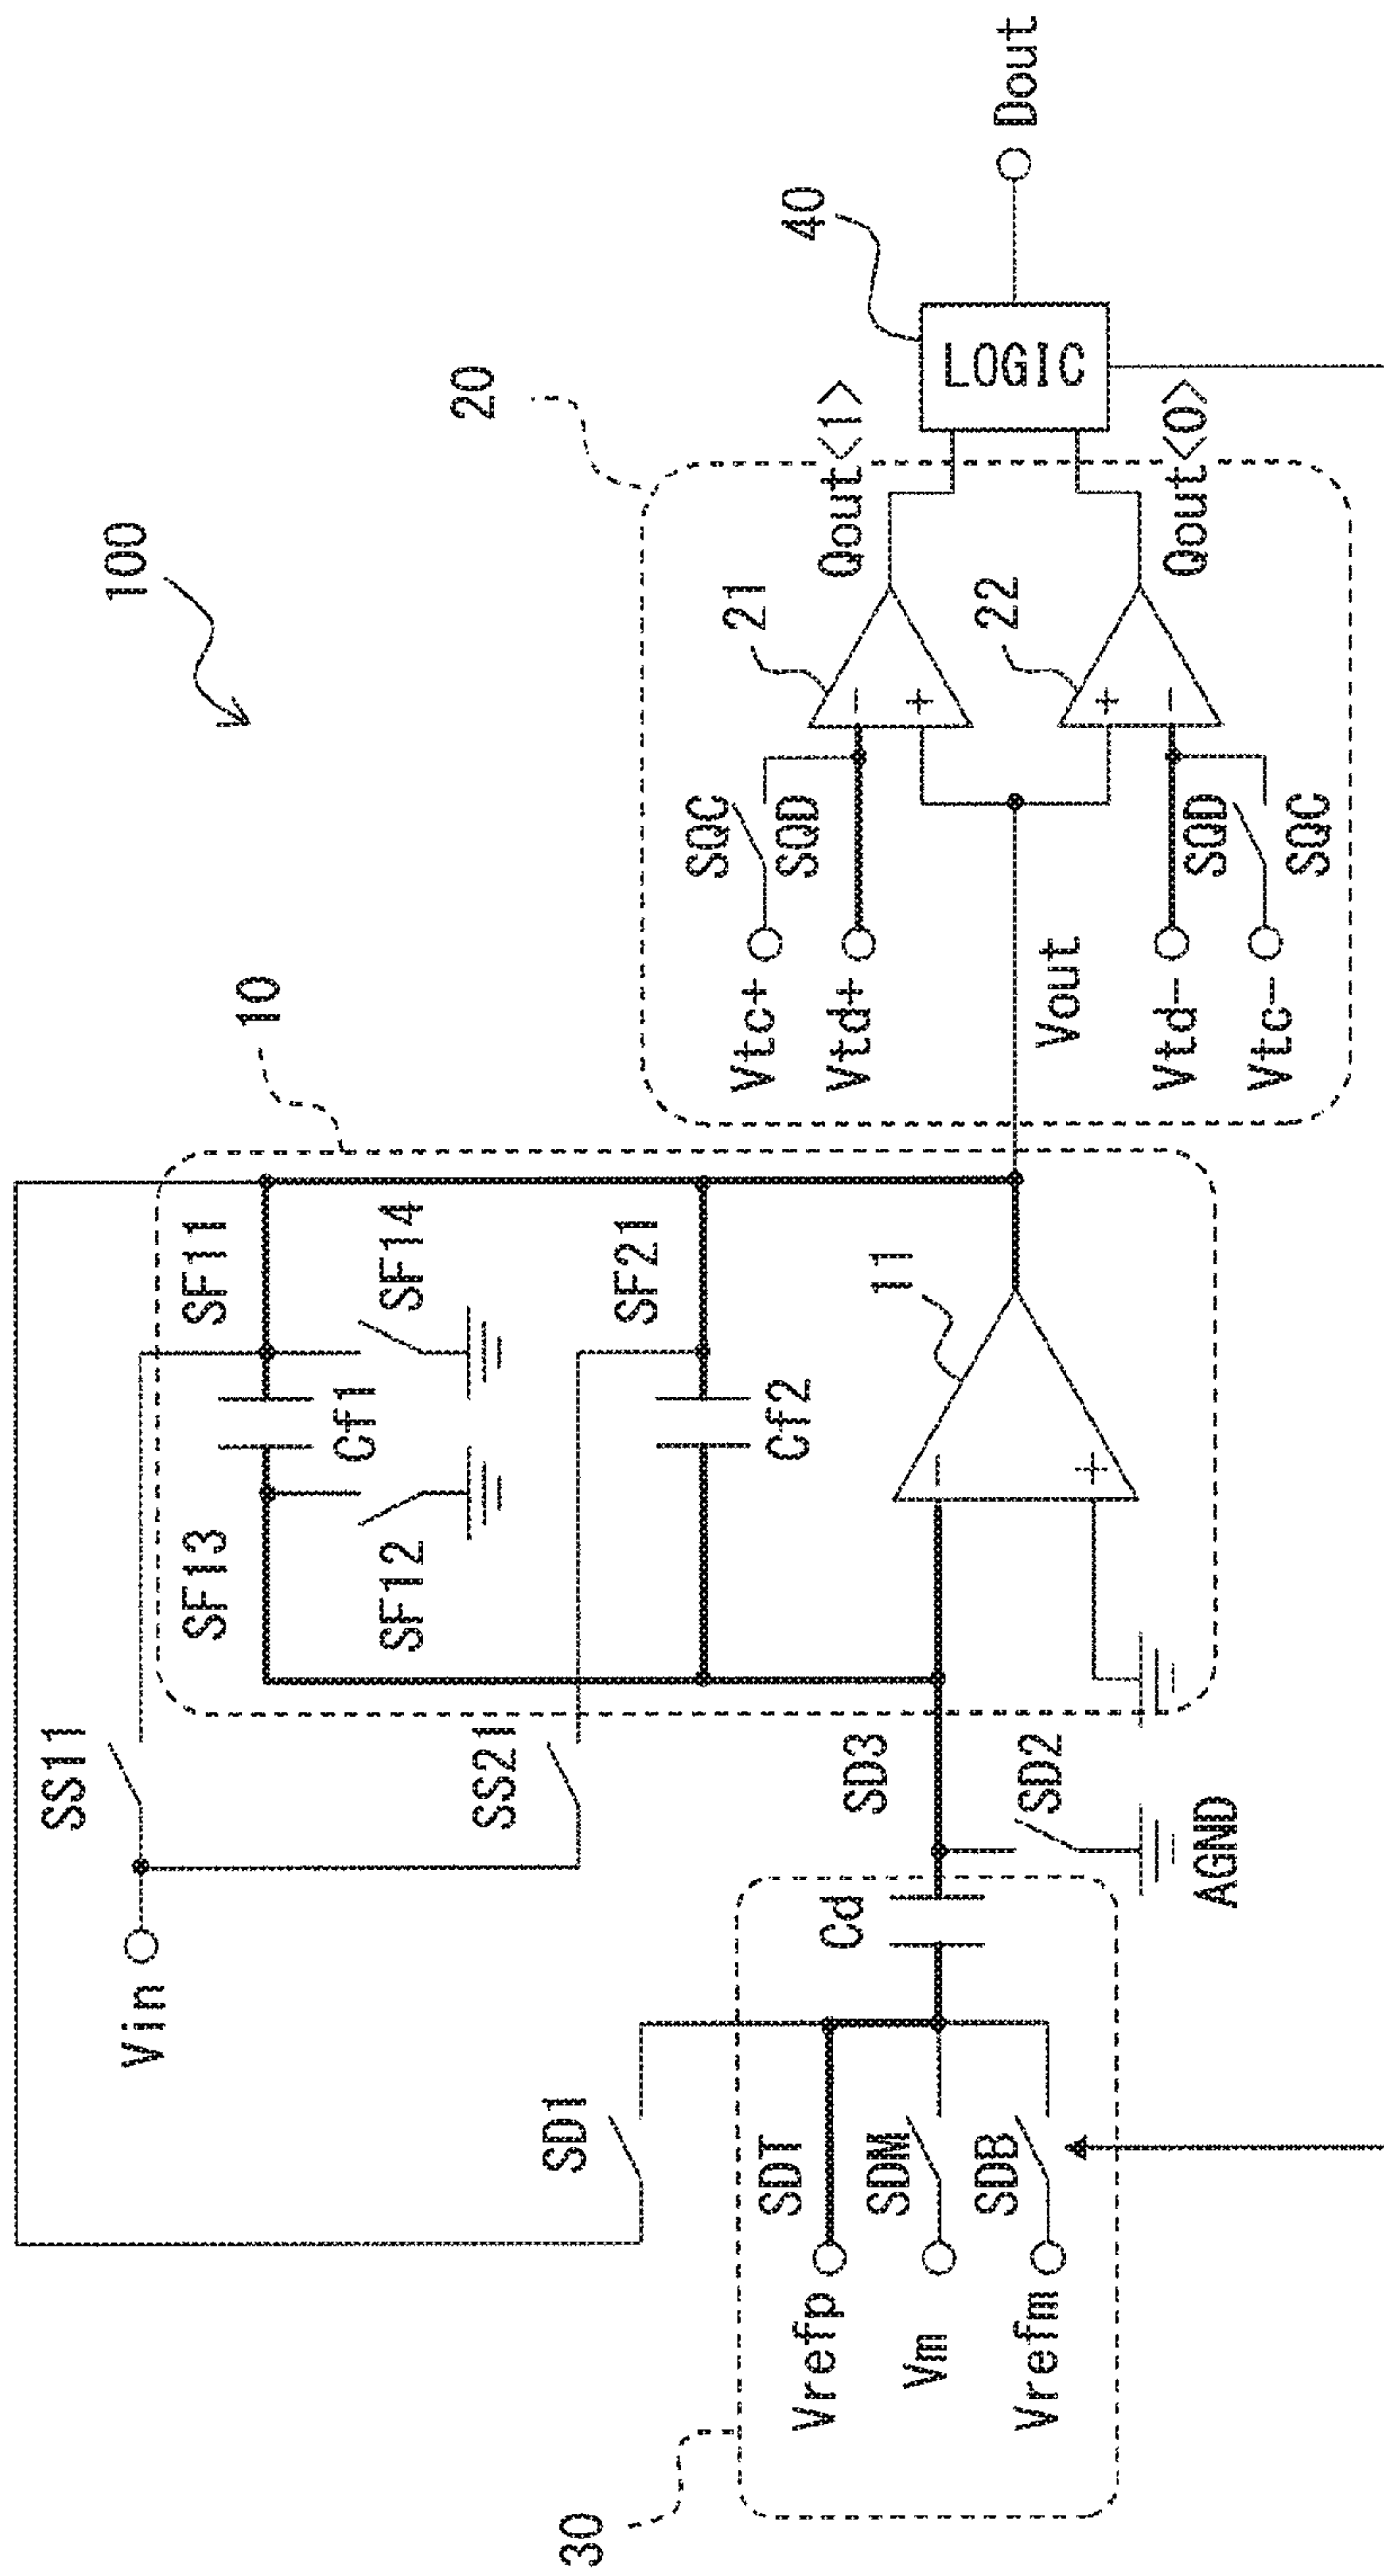 100
Vin
SS11
SS21
10
SF13
SF11
Cf1
SF12
SF14
SF21
Cf2
11
-
+
20
SQC
SQD
Vtc+
Vtd+
21
-
+
Qout<1>
40
LOGIC
Dout
22
+
-
Qout<0>
Vout
Vtd-
SQD
Vtc-
SQC
SD1
30
SDT
Vrefp
SDM
Vm
SDB
Vrefm
Cd
SD3
SD2
AGND